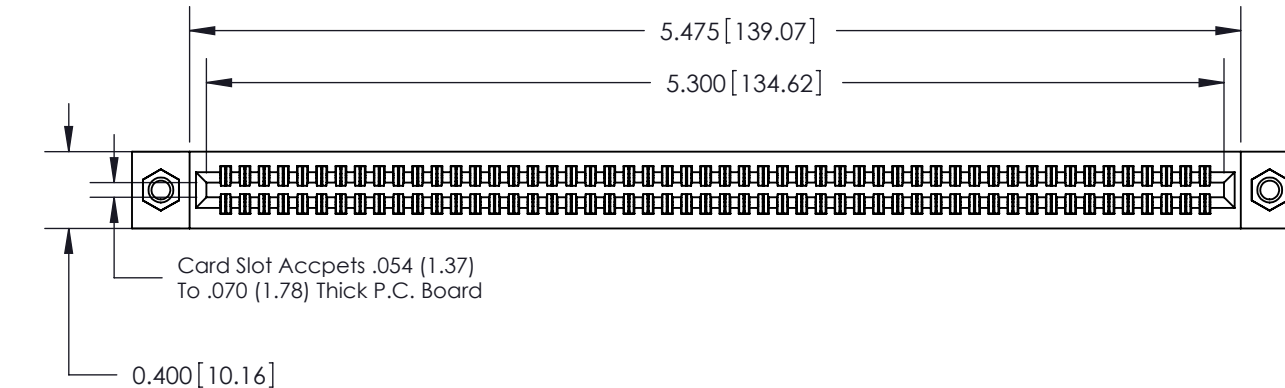 5.475[139.07]
5.300[134.62]
Card Slot Accpets .054 (1.37)
To .070 (1.78) Thick P.C. Board
0.400[10.16]